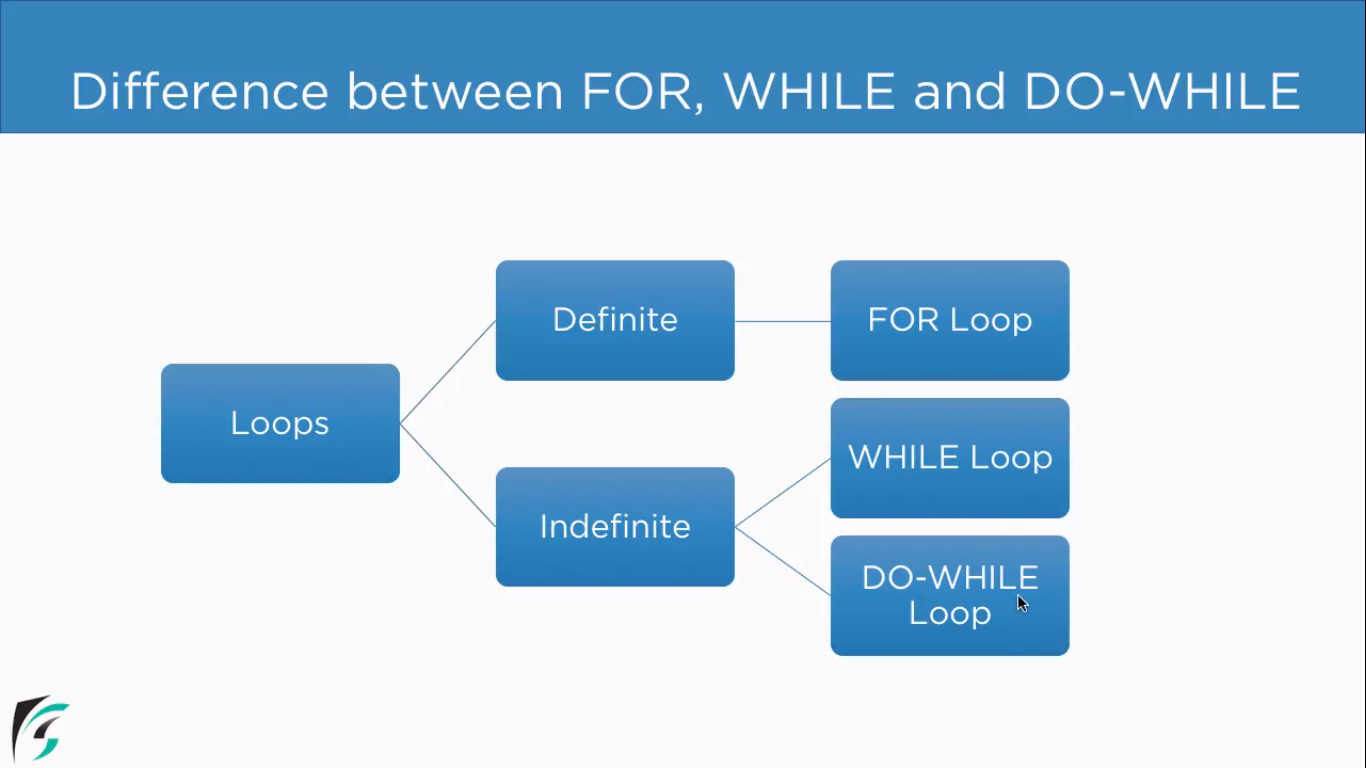 Difference between FOR, WHILE and DO-WHILE
Loops
Definite
Indefinite
FOR Loop
WHILE Loop
DO-WHILE
Loop